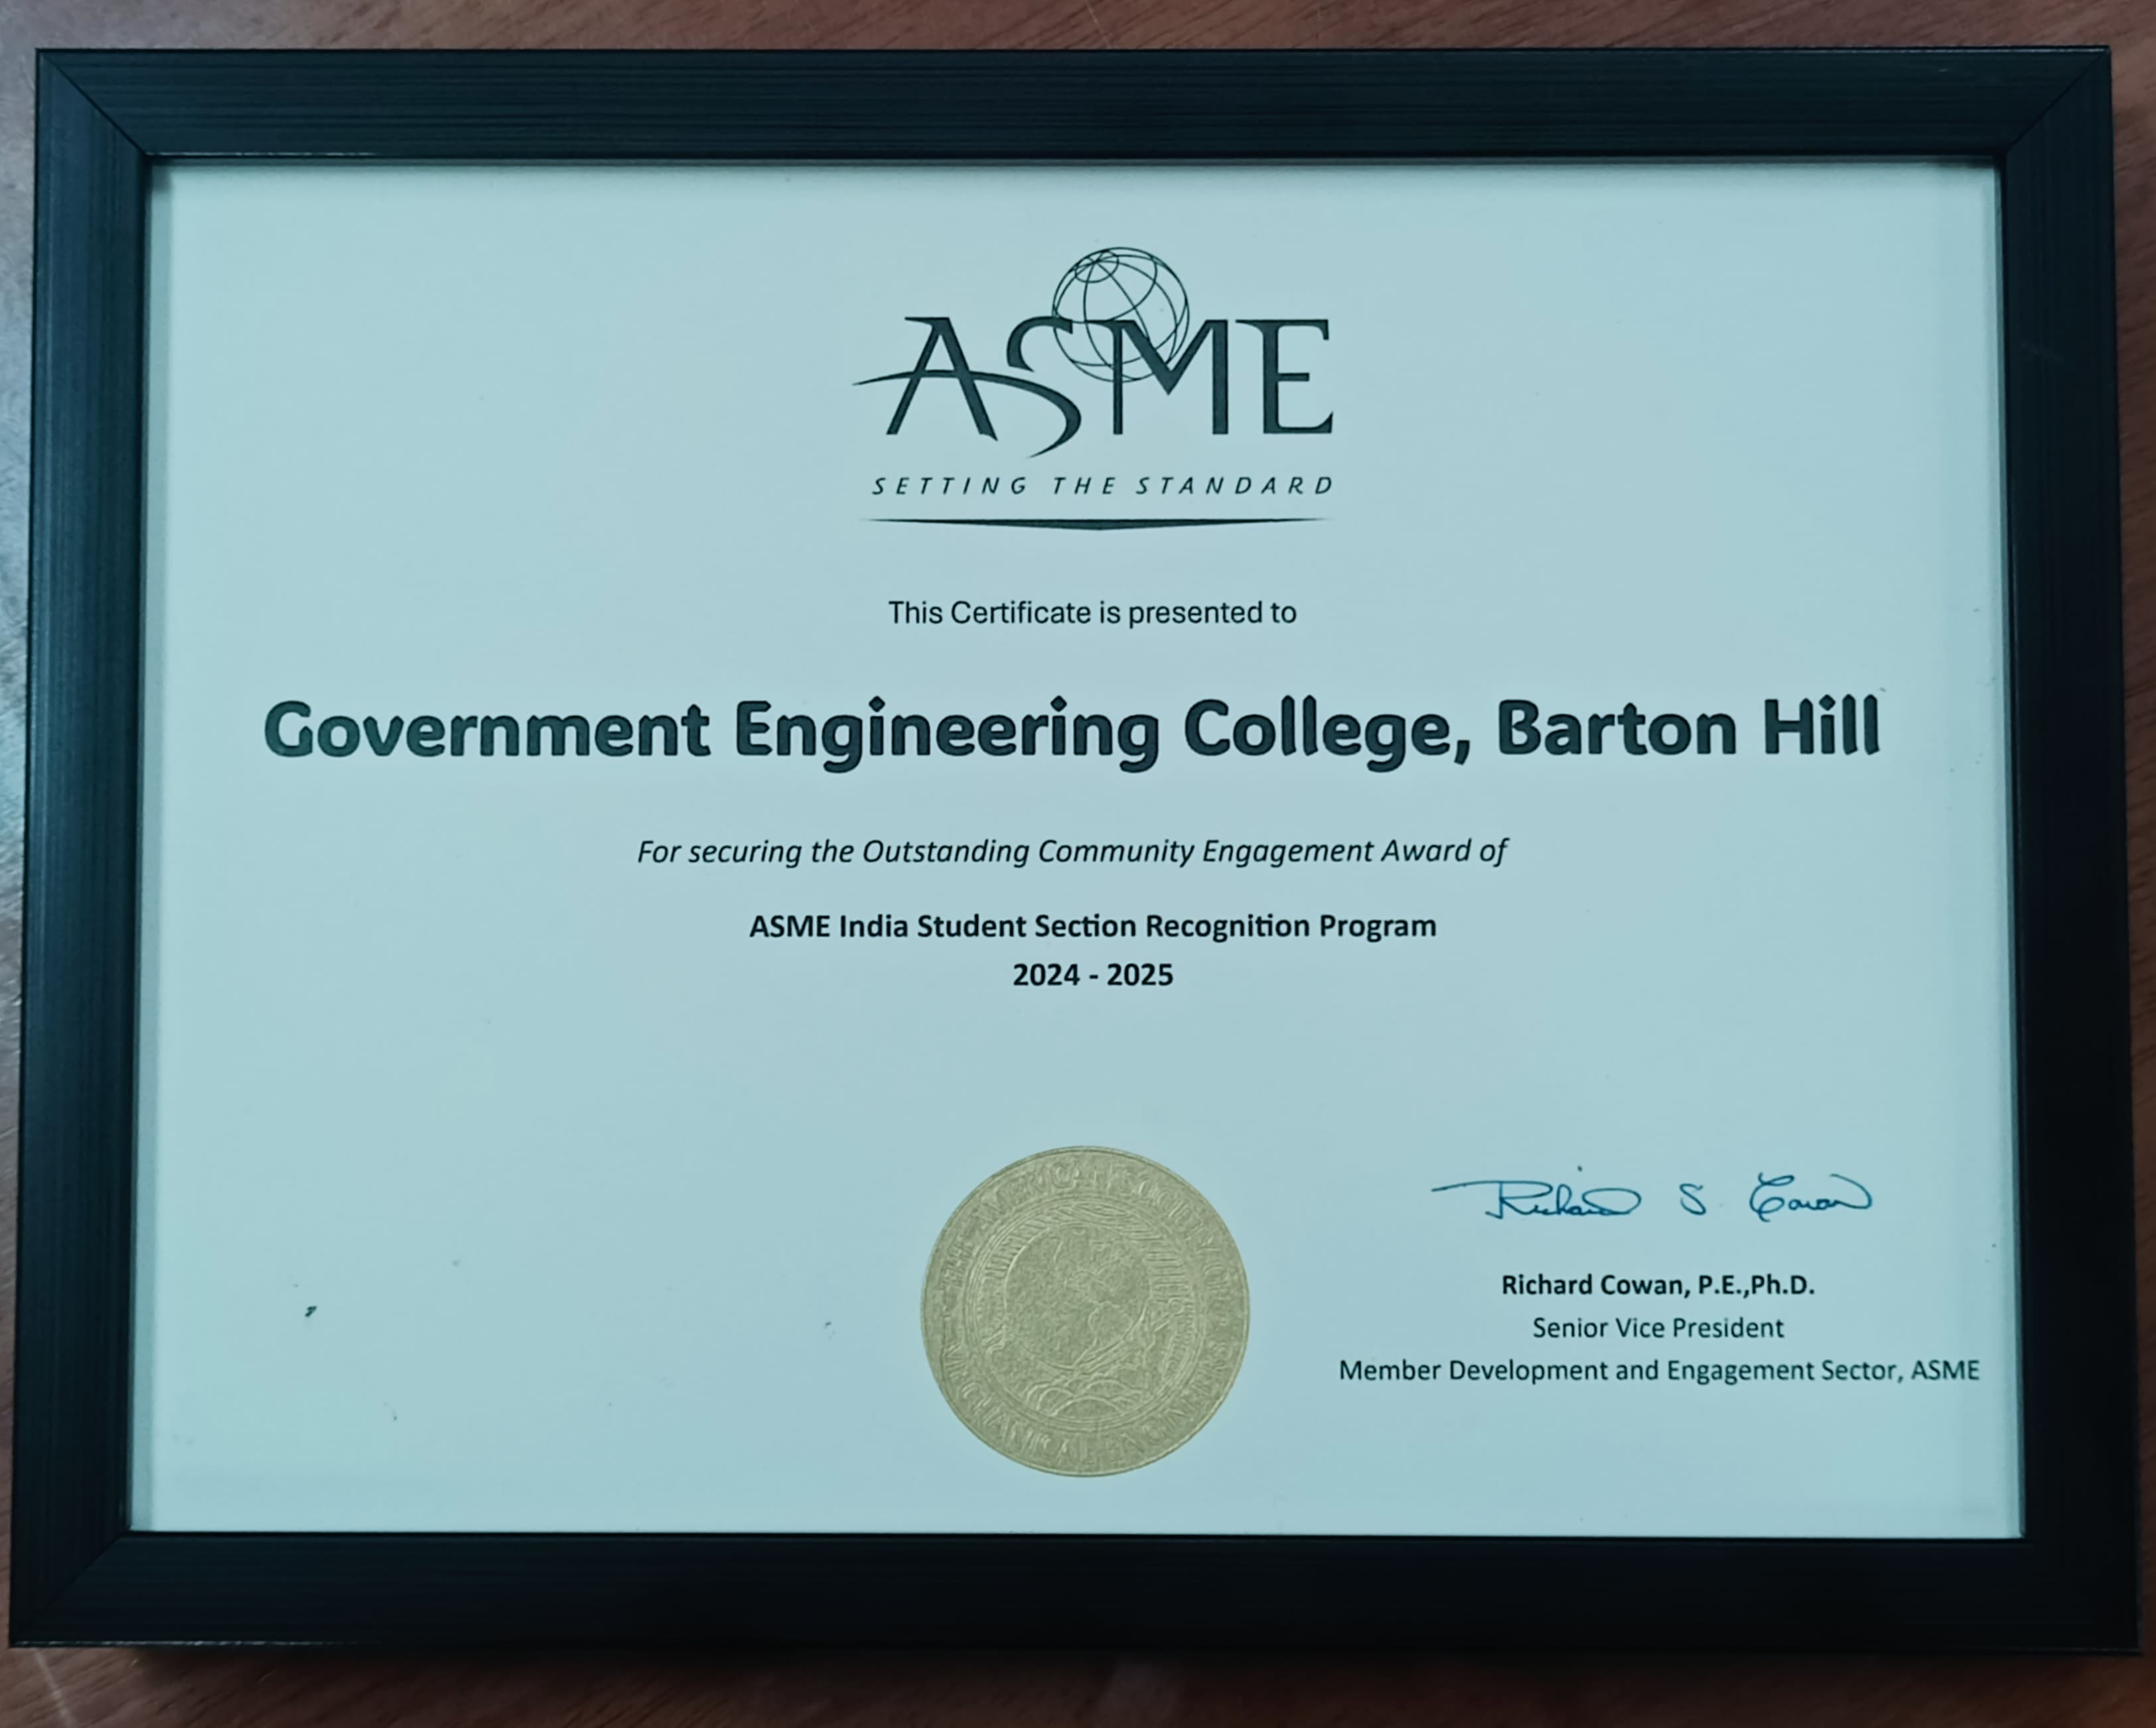 ASME
SETTING THE STANDARD
This Certificate is presented to
Government Engineering College, Barton Hill
For securing the Outstanding Community Engagement Award of
ASME India Student Section Recognition Program
2024 - 2025
Richard S. Cowan
Richard Cowan, P.E.,Ph.D.
Senior Vice President
Member Development and Engagement Sector, ASME